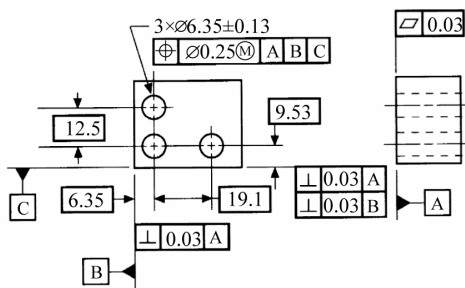 3×⌀6.35±0.13
⌖ ⌀0.25Ⓜ A B C
⏥ 0.03
12.5
9.53
C
6.35
19.1
⟂ 0.03 A
⟂ 0.03 B
A
⟂ 0.03 A
B